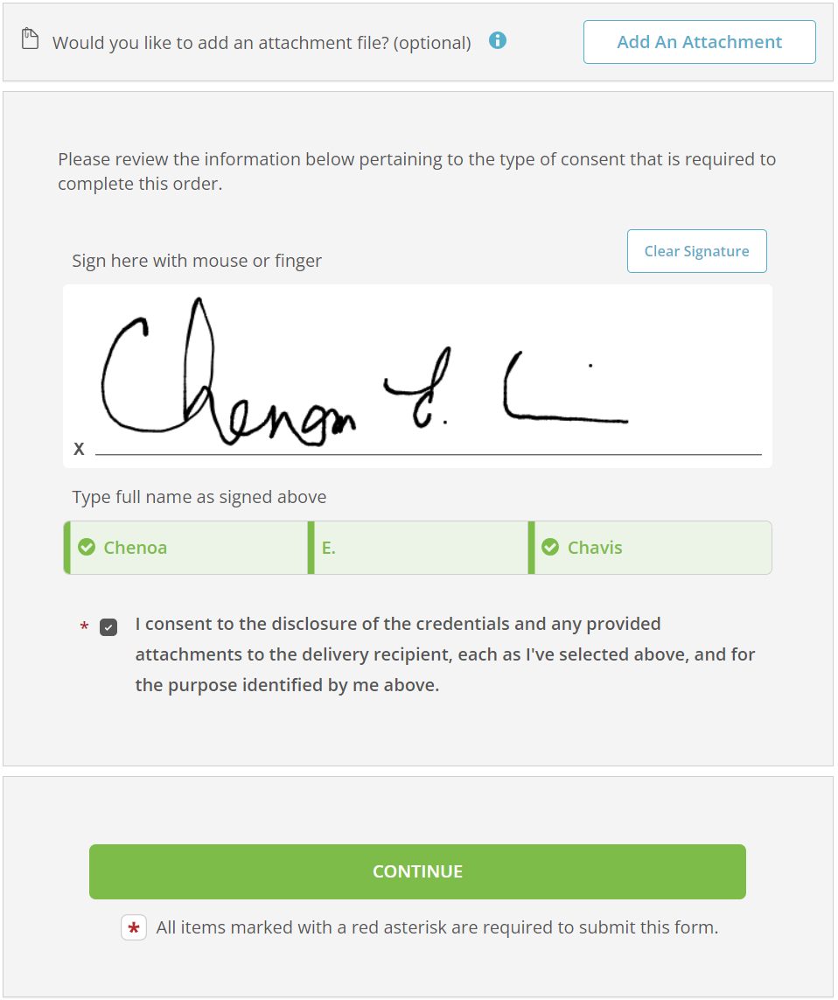 Would you like to add an attachment file? (optional)
Add An Attachment
Please review the information below pertaining to the type of consent that is required to
complete this order.
Sign here with mouse or finger
Clear Signature
Chenoa E.
X
Type full name as signed above
Chenoa E. Chavis
* I consent to the disclosure of the credentials and any provided
attachments to the delivery recipient, each as I've selected above, and for
the purpose identified by me above.
CONTINUE
* All items marked with a red asterisk are required to submit this form.